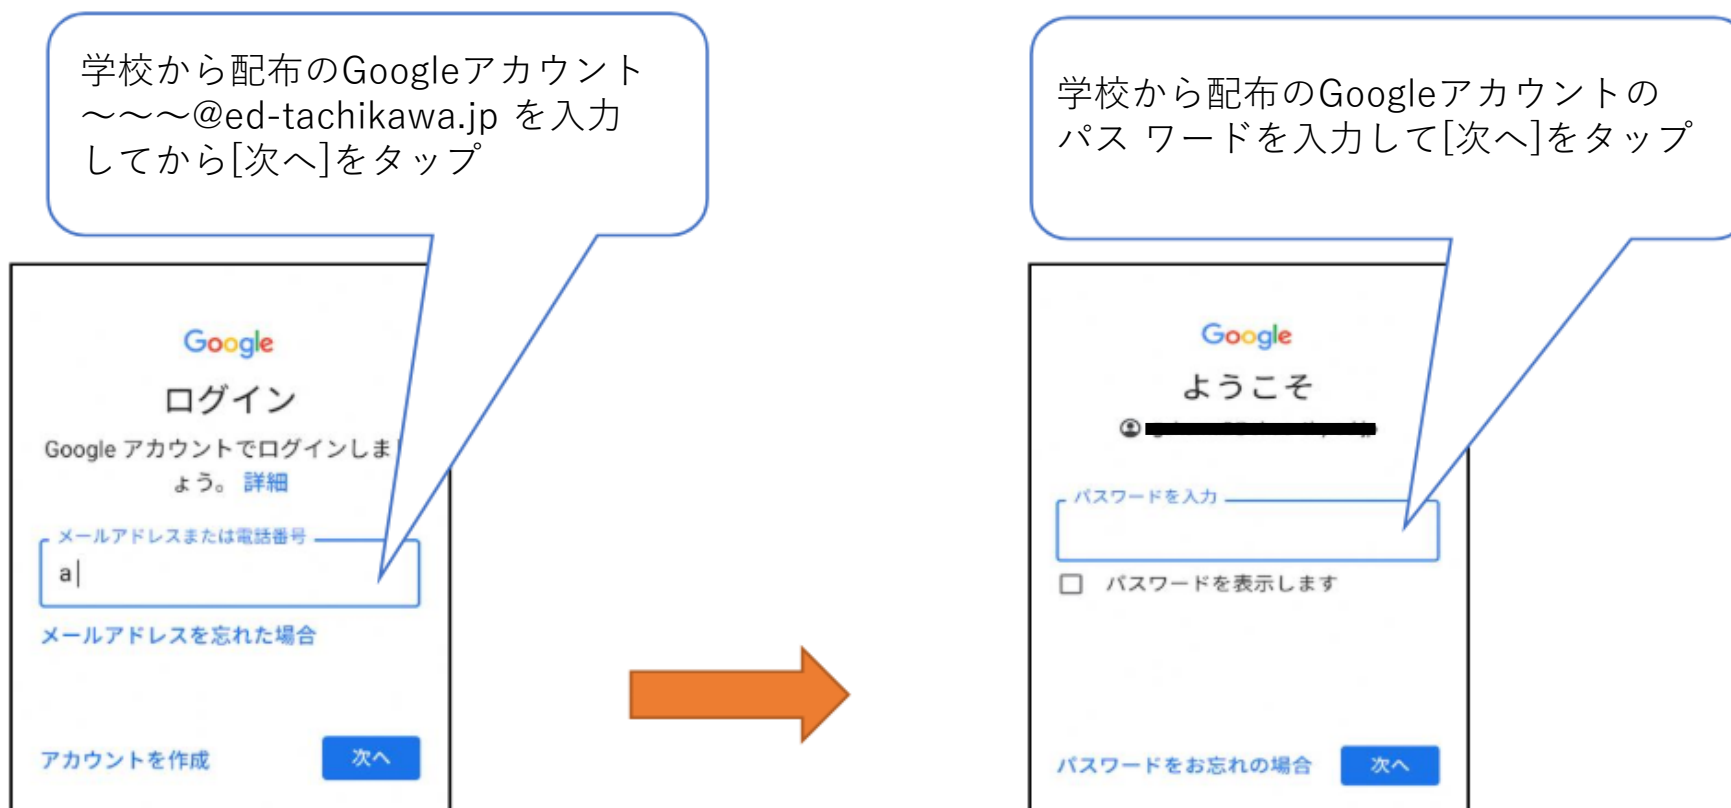 学校から配布のGoogleアカウント
～～～@ed-tachikawa.jp を入力
してから[次へ]をタップ
Google
ログイン
Google アカウントでログインしまし
ょう。 詳細
メールアドレスまたは電話番号
a
メールアドレスを忘れた場合
アカウントを作成
次へ
学校から配布のGoogleアカウントの
パス ワードを入力して[次へ]をタップ
Google
ようこそ
パスワードを入力
パスワードを表示します
パスワードをお忘れの場合
次へ